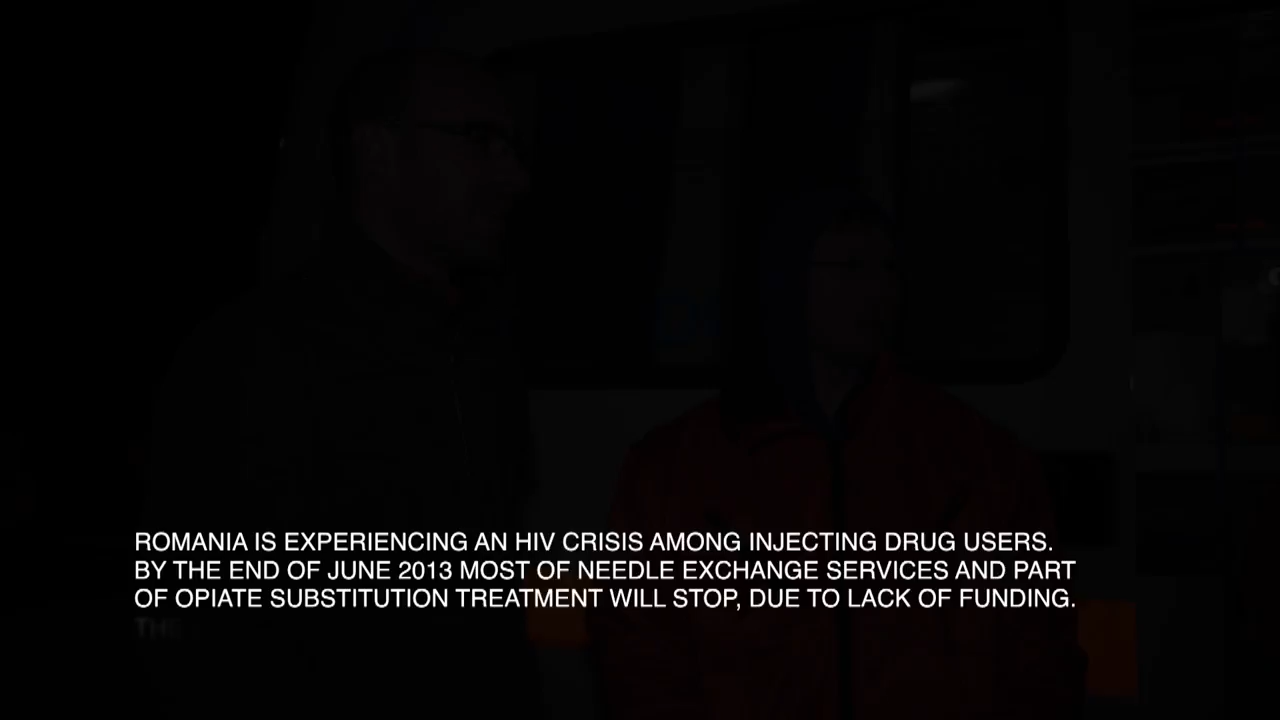 ROMANIA IS EXPERIENCING AN HIV CRISIS AMONG INJECTING DRUG USERS.
BY THE END OF JUNE 2013 MOST OF NEEDLE EXCHANGE SERVICES AND PART
OF OPIATE SUBSTITUTION TREATMENT WILL STOP, DUE TO LACK OF FUNDING.
THE